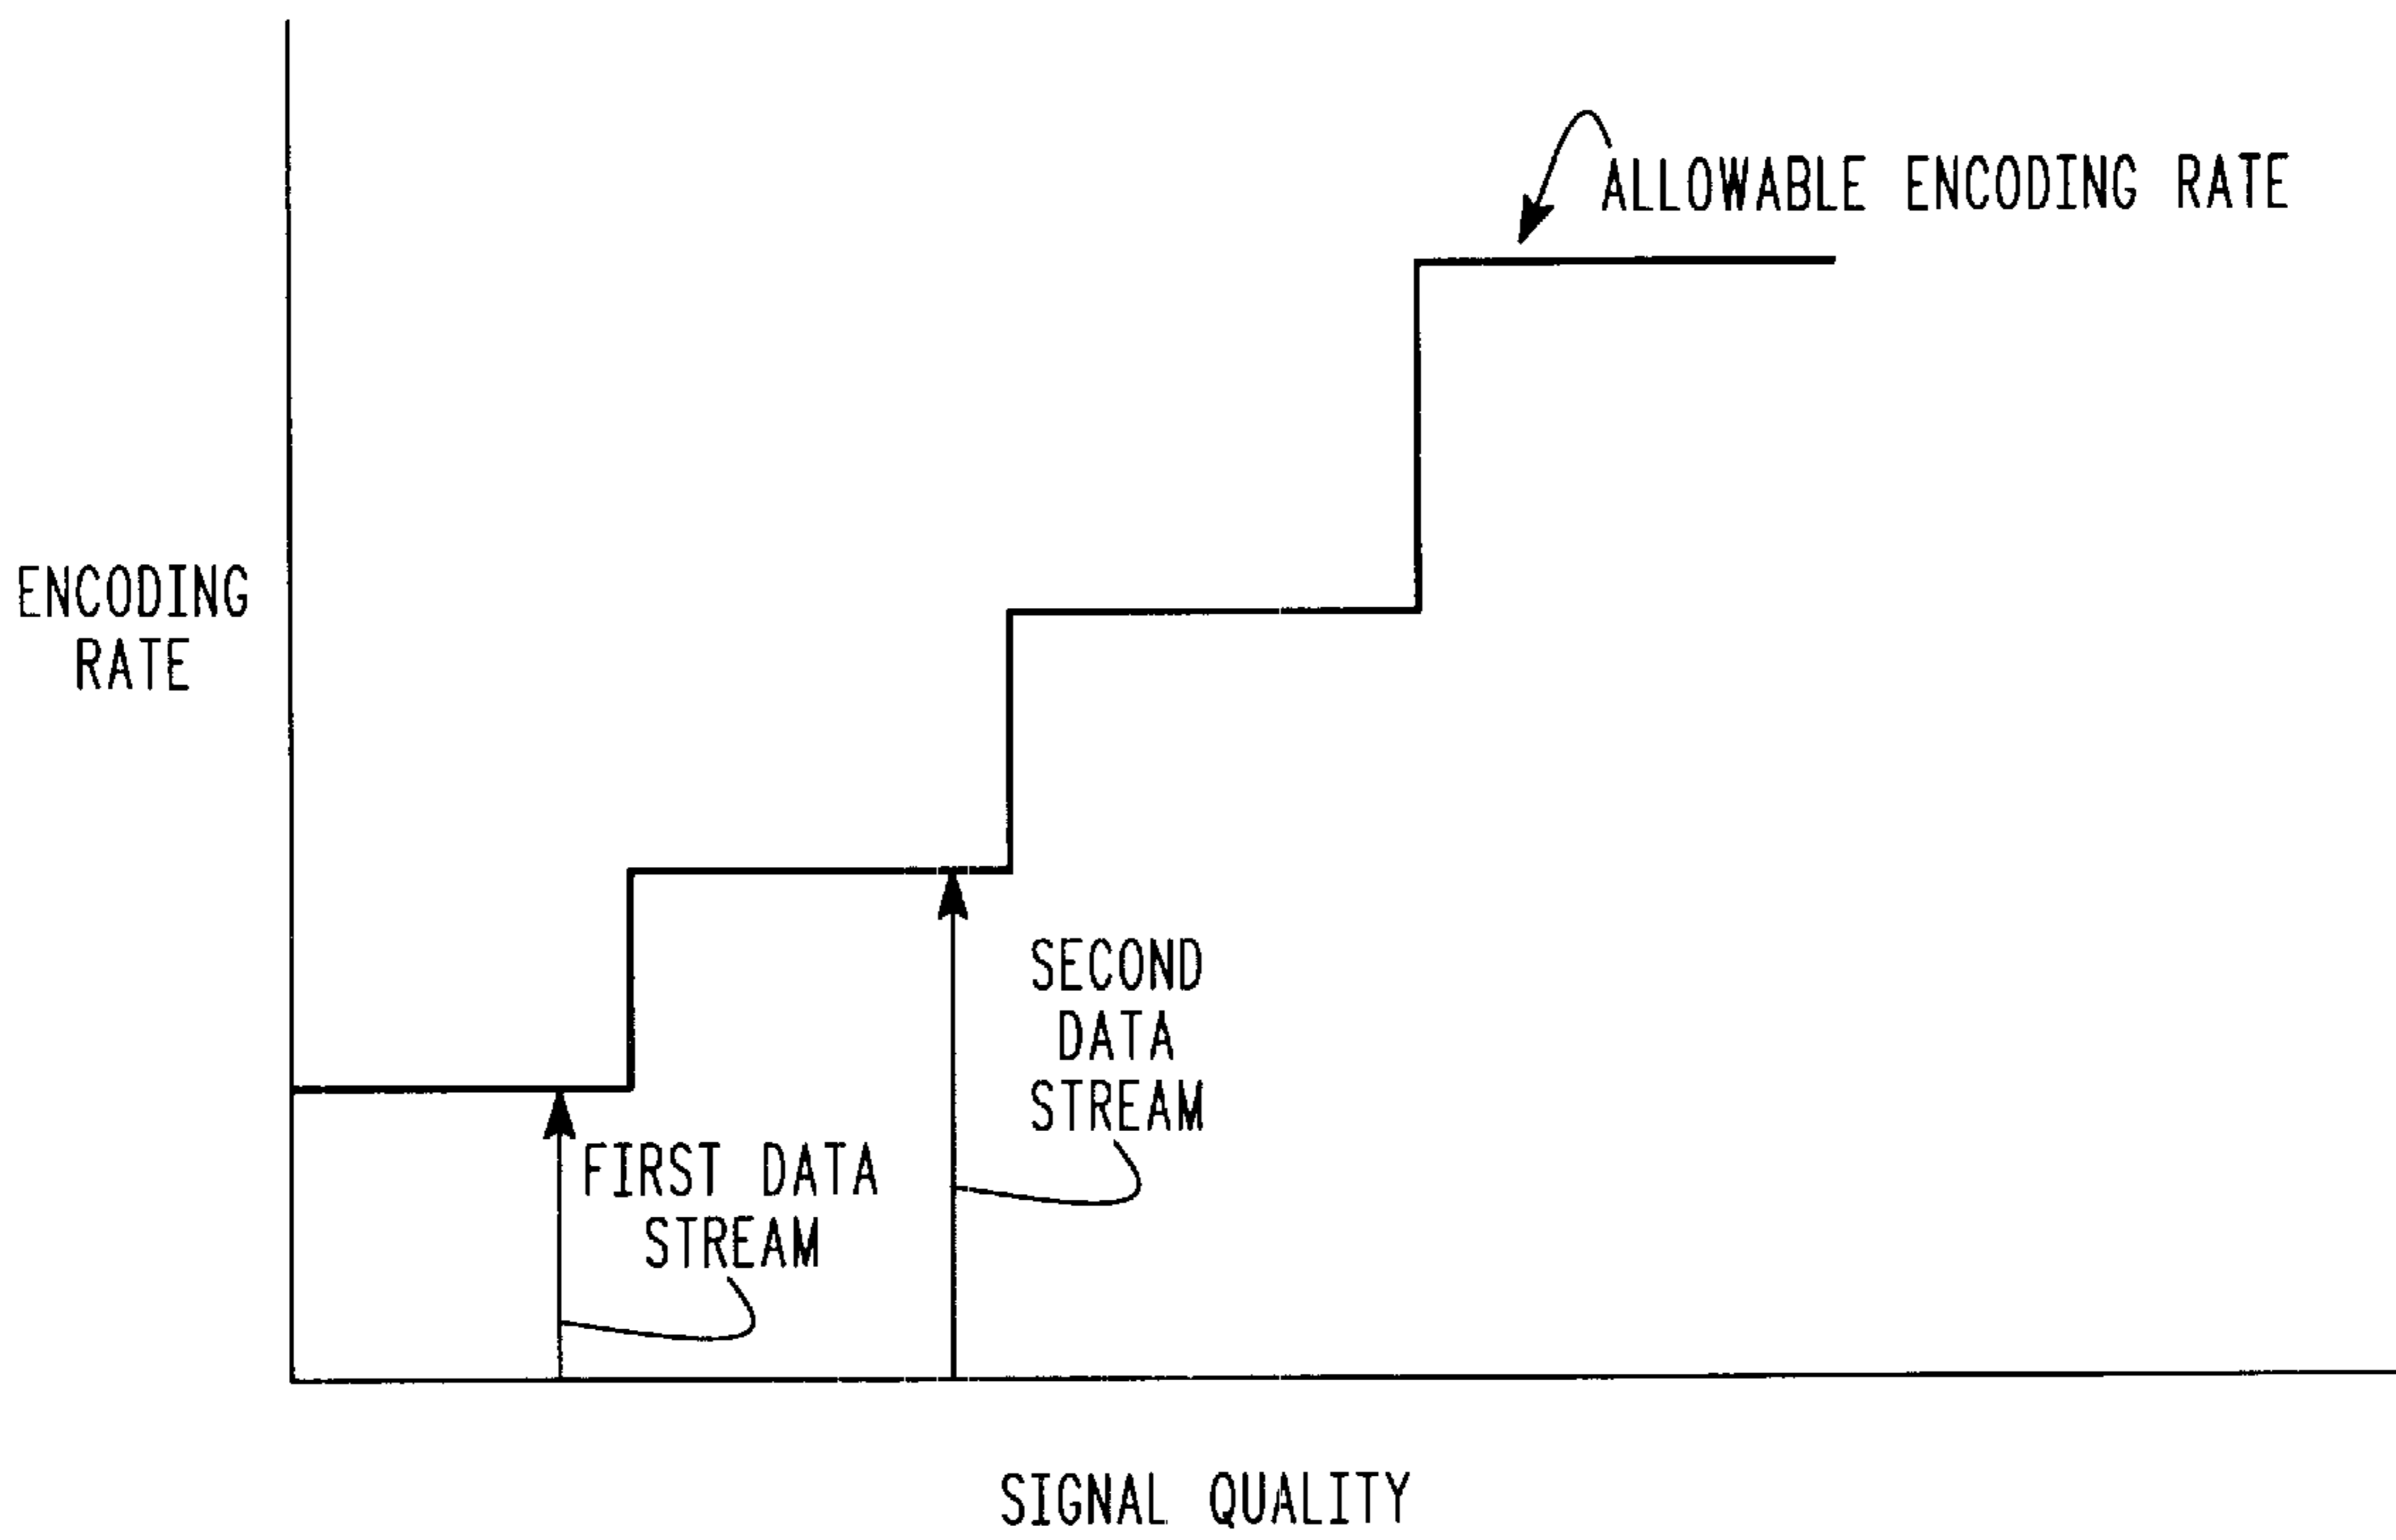 ALLOWABLE ENCODING RATE
ENCODING
RATE
SECOND
DATA
STREAM
FIRST DATA
STREAM
SIGNAL QUALITY